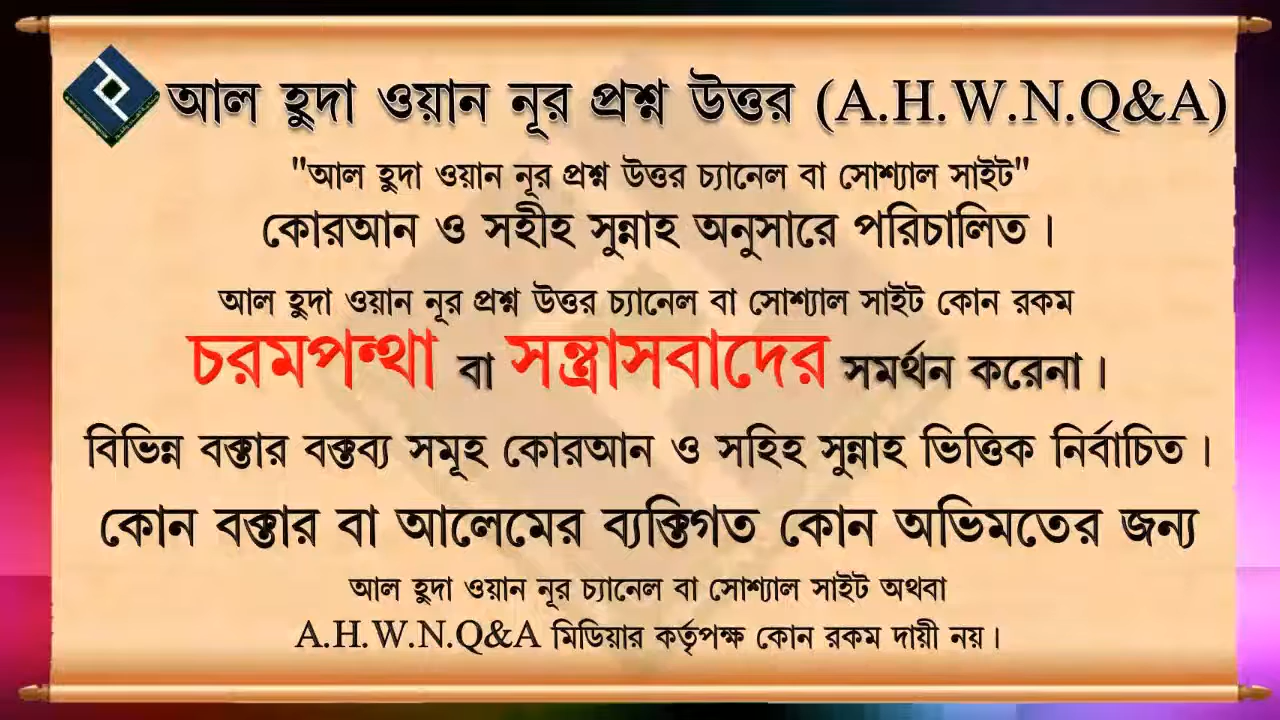 আল হুদা ওয়ান নূর প্রশ্ন উত্তর (A.H.W.N.Q&A)
"আল হুদা ওয়ান নূর প্রশ্ন উত্তর চ্যানেল বা সোশ্যাল সাইট"
কোরআন ও সহীহ সুন্নাহ অনুসারে পরিচালিত।
আল হুদা ওয়ান নূর প্রশ্ন উত্তর চ্যানেল বা সোশ্যাল সাইট কোন রকম
চরমপন্থা বা সন্ত্রাসবাদের সমর্থন করেনা।
বিভিন্ন বক্তার বক্তব্য সমূহ কোরআন ও সহিহ সুন্নাহ ভিত্তিক নির্বাচিত।
কোন বক্তার বা আলেমের ব্যক্তিগত কোন অভিমতের জন্য
আল হুদা ওয়ান নূর চ্যানেল বা সোশ্যাল সাইট অথবা
A.H.W.N.Q&A মিডিয়ার কর্তৃপক্ষ কোন রকম দায়ী নয়।